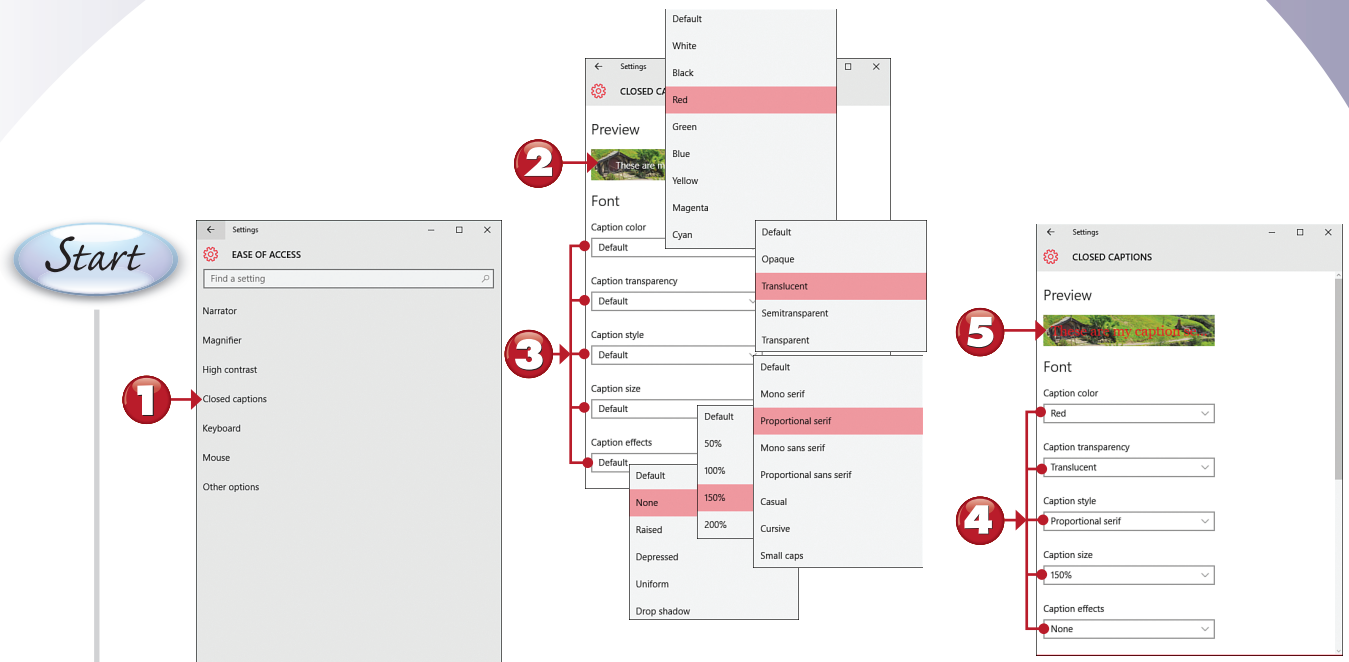 Start
1
Settings
EASE OF ACCESS
Find a setting
Narrator
Magnifier
High contrast
Closed captions
Keyboard
Mouse
Other options
2
3
Settings
CLOSED CA
Preview
These are m
Font
Caption color
Default
Caption transparency
Default
Caption style
Default
Caption size
Default
Caption effects
Default
Default
White
Black
Red
Green
Blue
Yellow
Magenta
Cyan
Default
Opaque
Translucent
Semitransparent
Transparent
Default
Mono serif
Proportional serif
Mono sans serif
Proportional sans serif
Casual
Cursive
Small caps
Default
50%
100%
150%
200%
Default
None
Raised
Depressed
Uniform
Drop shadow
5
4
Settings
CLOSED CAPTIONS
Preview
These are my caption
Font
Caption color
Red
Caption transparency
Translucent
Caption style
Proportional serif
Caption size
150%
Caption effects
None